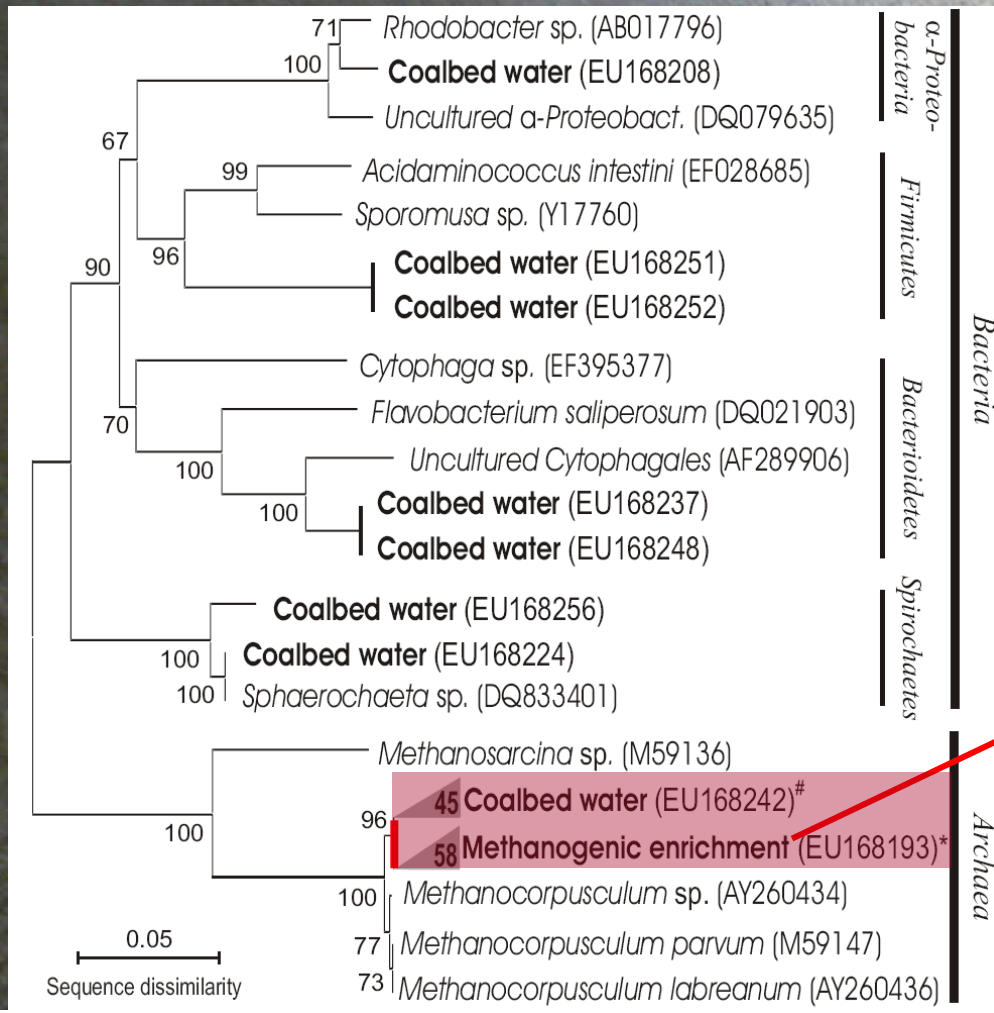 71
Rhodobacter sp. (AB017796)
100
Coalbed water (EU168208)
Uncultured α-Proteobact. (DQ079635)
α-Proteo-
bacteria
67
99
Acidaminococcus intestini (EF028685)
Sporomusa sp. (Y17760)
96
Coalbed water (EU168251)
Coalbed water (EU168252)
Firmicutes
90
Cytophaga sp. (EF395377)
70
Flavobacterium saliperosum (DQ021903)
100
Uncultured Cytophagales (AF289906)
100
Coalbed water (EU168237)
Coalbed water (EU168248)
Bacterioidetes
Coalbed water (EU168256)
100
Coalbed water (EU168224)
100
Sphaerochaeta sp. (DQ833401)
Spirochaetes
Bacteria
Methanosarcina sp. (M59136)
100
96
45 Coalbed water (EU168242)#
58 Methanogenic enrichment (EU168193)*
100
Methanocorpusculum sp. (AY260434)
77
Methanocorpusculum parvum (M59147)
73
Methanocorpusculum labreanum (AY260436)
Archaea
0.05
Sequence dissimilarity